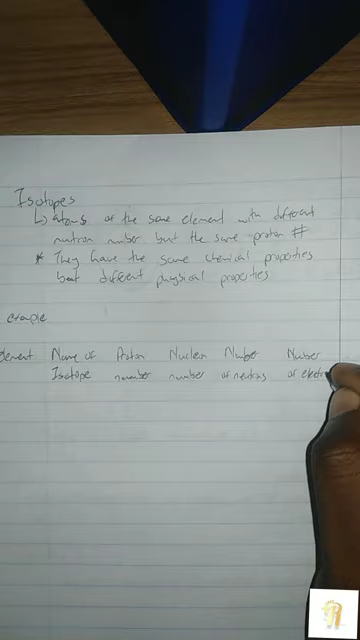 Isotopes
↳ atoms of the same element with different
neutron number but the same proton #
* They have the same chemical properties
but different physical properties
example
element Name of Proton Nucleon Number Number
Isotope number number of neutrons of electro